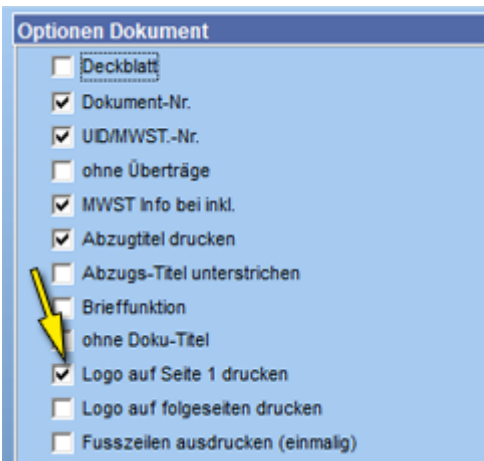 Optionen Dokument
Deckblatt
Dokument-Nr.
UID/MWST.-Nr.
ohne Überträge
MWST Info bei inkl.
Abzugtitel drucken
Abzugs-Titel unterstrichen
Brieffunktion
ohne Doku-Titel
Logo auf Seite 1 drucken
Logo auf folgeseiten drucken
Fusszeilen ausdrucken (einmalig)